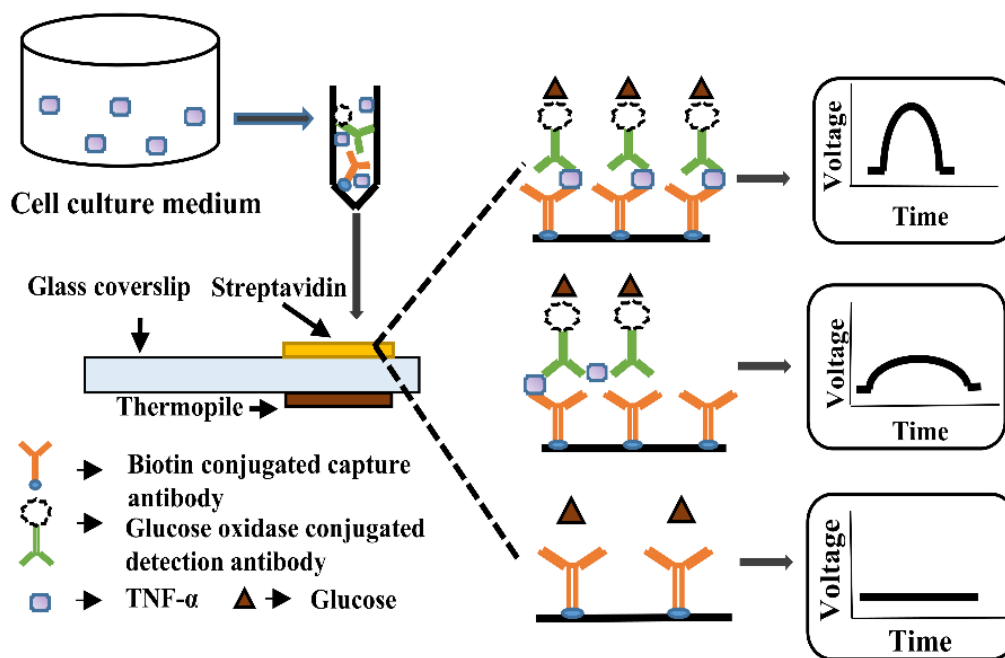 Cell culture medium
Glass coverslip
Streptavidin
Thermopile
Biotin conjugated capture
antibody
Glucose oxidase conjugated
detection antibody
TNF-α
Glucose
Voltage
Time
Voltage
Time
Voltage
Time